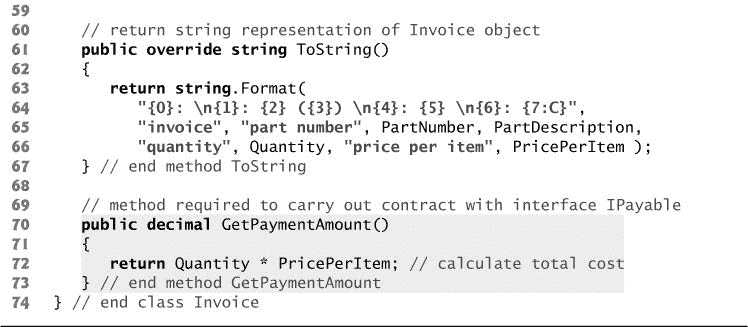 59
60 // return string representation of Invoice object
61 public override string ToString()
62 {
63 return string.Format(
64 "{0}: \n{1}: {2} ({3}) \n{4}: {5} \n{6}: {7:C}",
65 "invoice", "part number", PartNumber, PartDescription,
66 "quantity", Quantity, "price per item", PricePerItem );
67 } // end method ToString
68
69 // method required to carry out contract with interface IPayable
70 public decimal GetPaymentAmount()
71 {
72 return Quantity * PricePerItem; // calculate total cost
73 } // end method GetPaymentAmount
74 } // end class Invoice